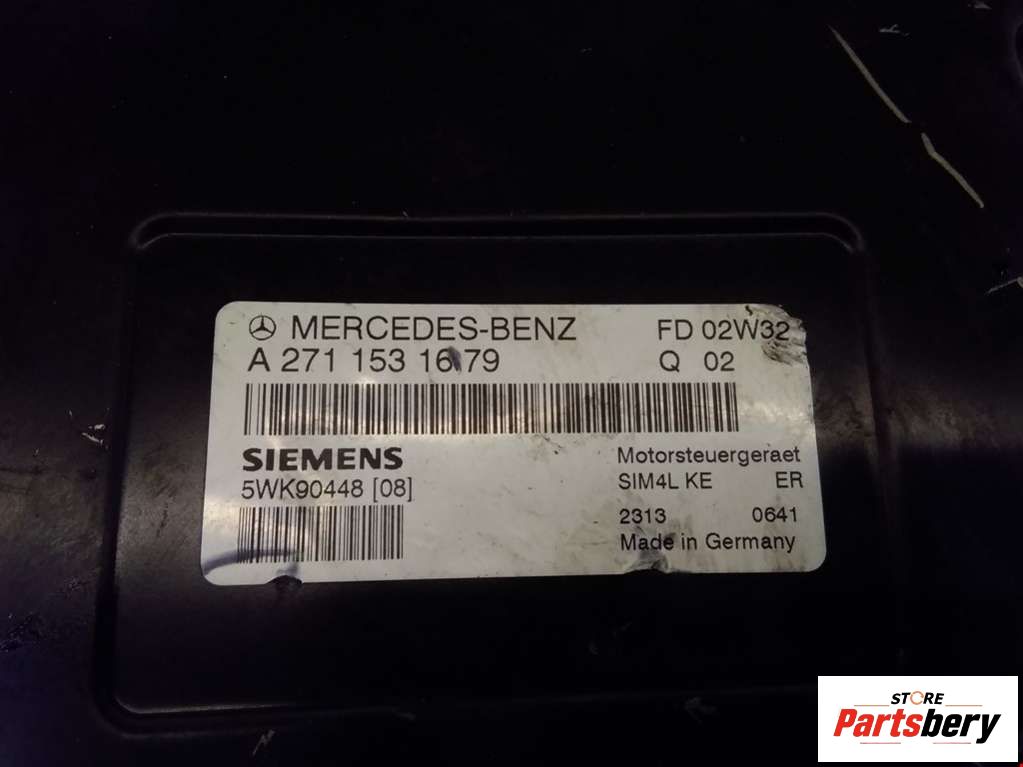 MERCEDES-BENZ FD 02W32
A 271 153 16 79 Q 02
SIEMENS Motorsteuergeraet
5WK90448 [08] SIM4L KE ER
2313 0641
Made in Germany
STORE
Partsbery